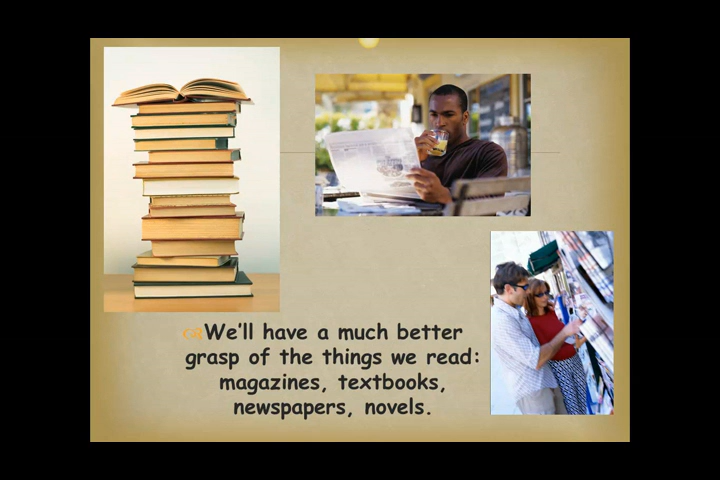 We'll have a much better
grasp of the things we read:
magazines, textbooks,
newspapers, novels.